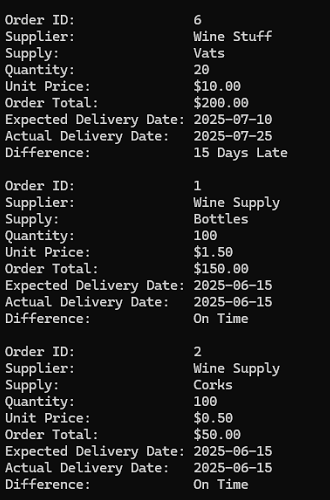 Order ID: 6
Supplier: Wine Stuff
Supply: Vats
Quantity: 20
Unit Price: $10.00
Order Total: $200.00
Expected Delivery Date: 2025-07-10
Actual Delivery Date: 2025-07-25
Difference: 15 Days Late
Order ID: 1
Supplier: Wine Supply
Supply: Bottles
Quantity: 100
Unit Price: $1.50
Order Total: $150.00
Expected Delivery Date: 2025-06-15
Actual Delivery Date: 2025-06-15
Difference: On Time
Order ID: 2
Supplier: Wine Supply
Supply: Corks
Quantity: 100
Unit Price: $0.50
Order Total: $50.00
Expected Delivery Date: 2025-06-15
Actual Delivery Date: 2025-06-15
Difference: On Time